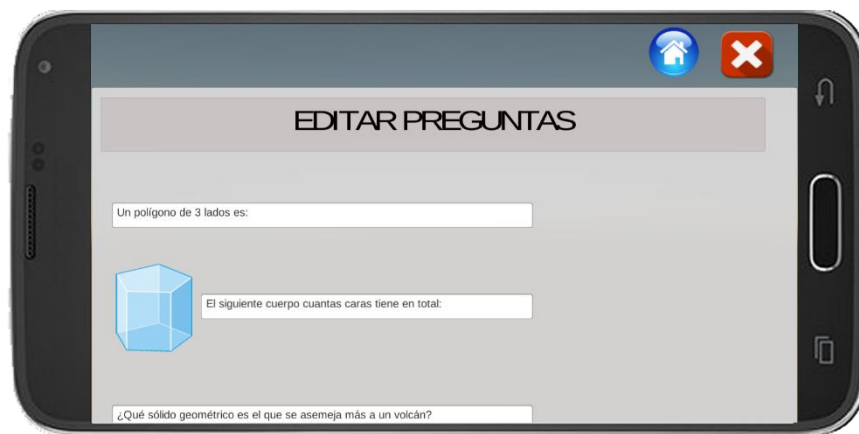 EDITAR PREGUNTAS
Un polígono de 3 lados es:
El siguiente cuerpo cuantas caras tiene en total:
¿Qué sólido geométrico es el que se asemeja más a un volcán?